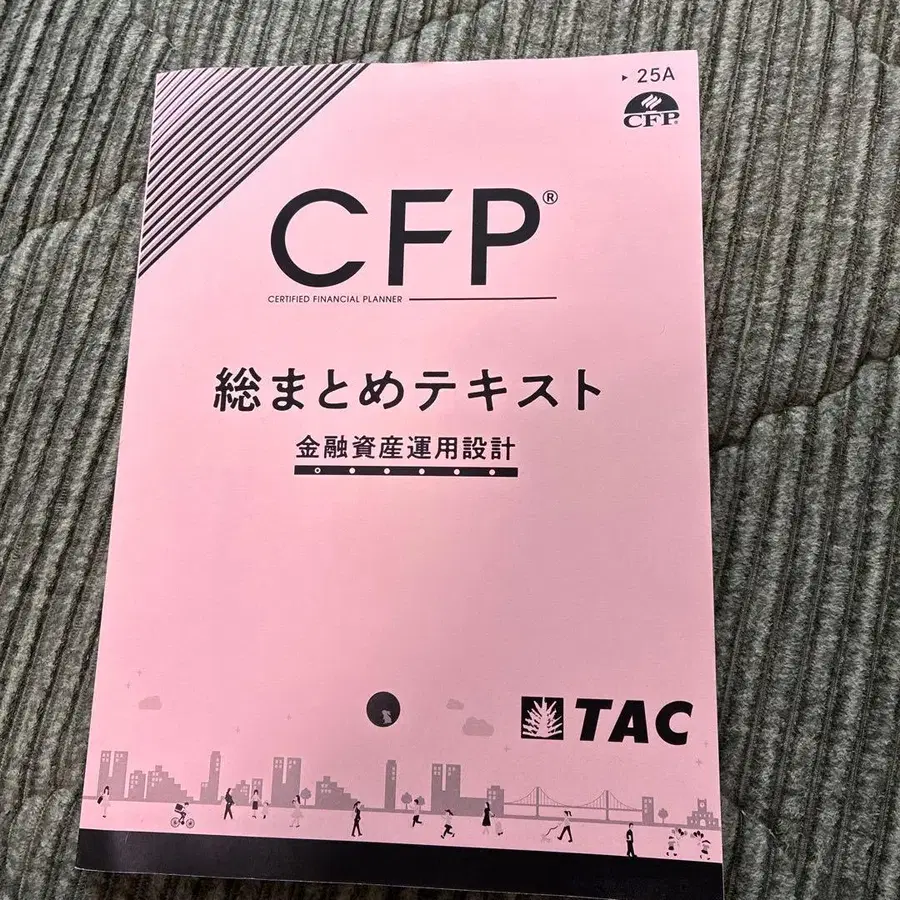 ▸ 25A
CFP®
CFP®
CERTIFIED FINANCIAL PLANNER
総まとめテキスト
金融資産運用設計
TAC